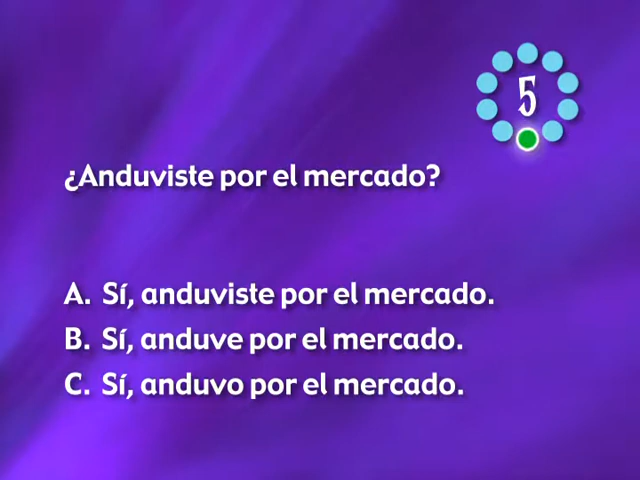 5
¿Anduviste por el mercado?
A. Sí, anduviste por el mercado.
B. Sí, anduve por el mercado.
C. Sí, anduvo por el mercado.